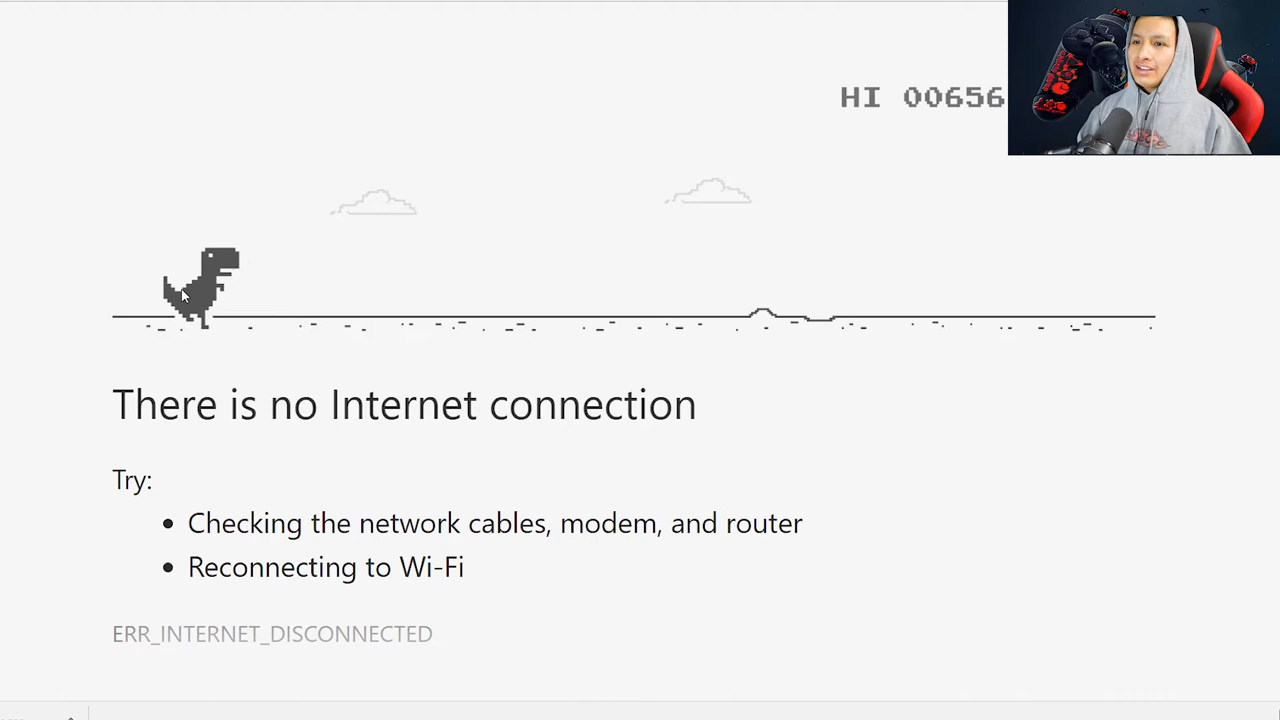 HI 00656
There is no Internet connection
Try:
• Checking the network cables, modem, and router
• Reconnecting to Wi-Fi
ERR_INTERNET_DISCONNECTED